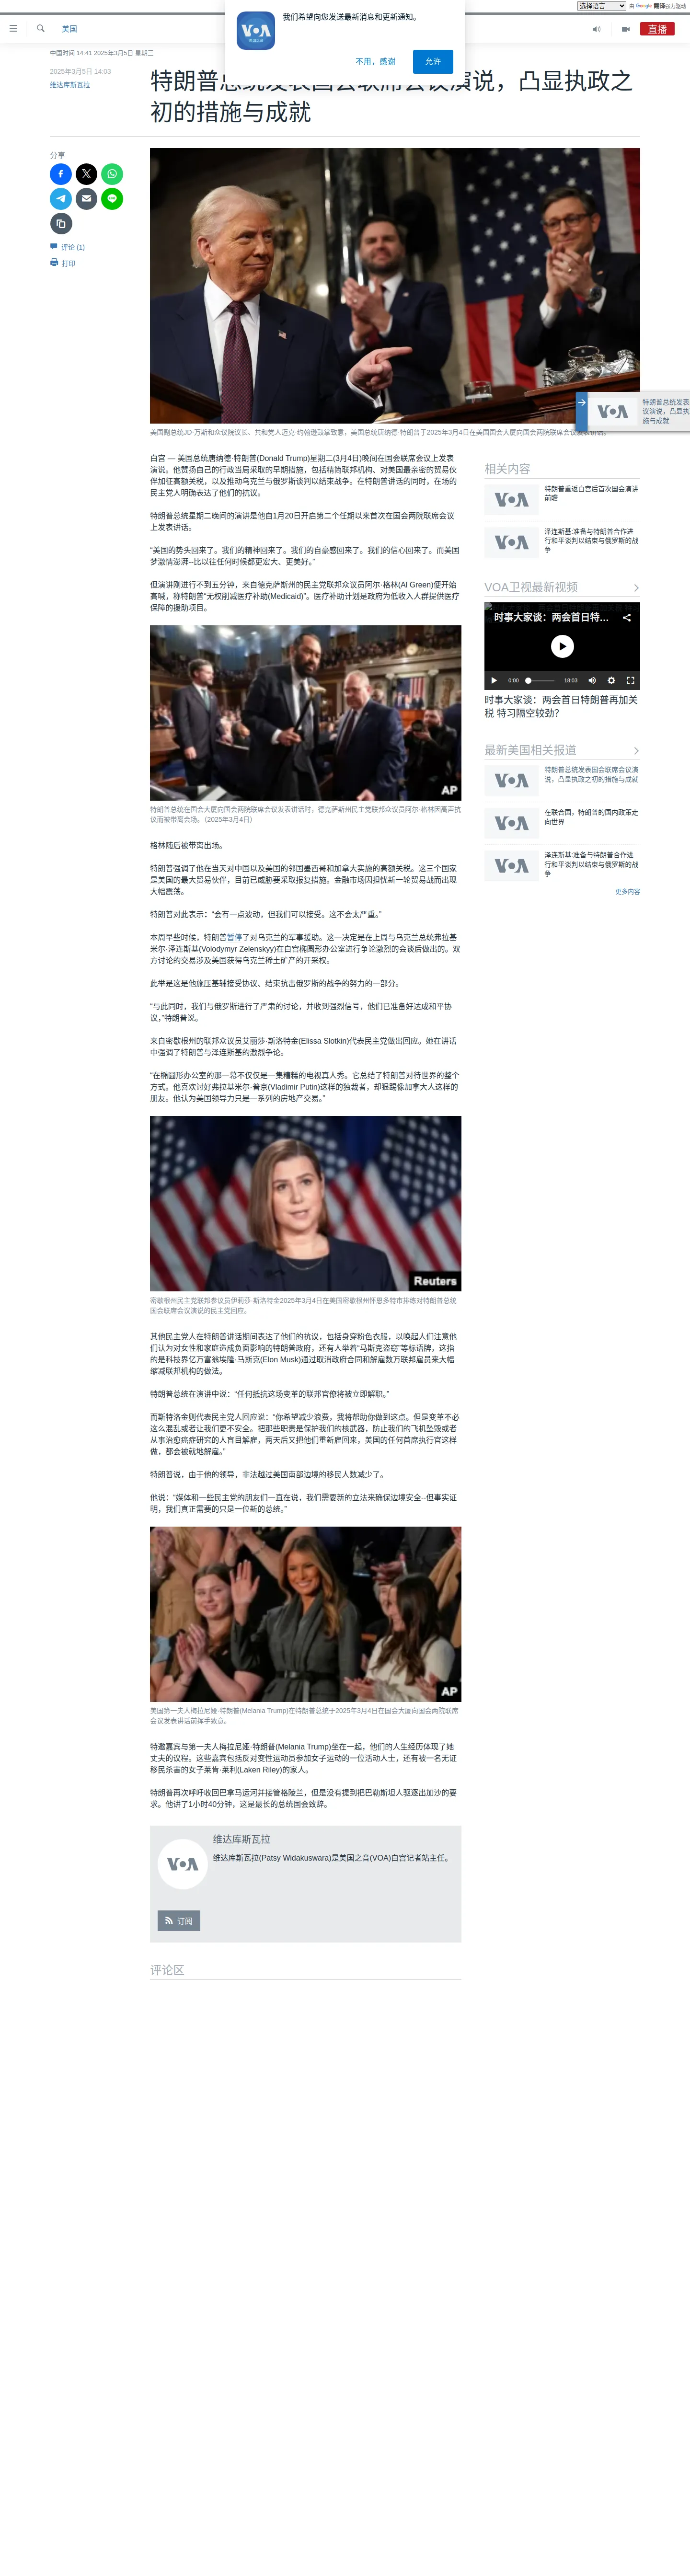 选择语言 由 Google 翻译强力驱动
我们希望向您发送最新消息和更新通知。
VOA
不用，感谢
允许
美国
直播
中国时间 14:41 2025年3月5日 星期三
2025年3月5日 14:03
维达库斯瓦拉
特朗普总统发表国会联席会议演说，凸显执政之
初的措施与成就
分享
评论 (1)
打印
美国副总统JD·万斯和众议院议长、共和党人迈克·约翰逊鼓掌致意，美国总统唐纳德·特朗普于2025年3月4日在美国国会大厦向国会两院联席会议发表讲话。
VOA
特朗普总统发表
议演说，凸显执
施与成就
白宫 — 美国总统唐纳德·特朗普(Donald Trump)星期二(3月4日)晚间在国会联席会议上发表
演说。他赞扬自己的行政当局采取的早期措施，包括精简联邦机构、对美国最亲密的贸易伙
伴加征高额关税，以及推动乌克兰与俄罗斯谈判以结束战争。在特朗普讲话的同时，在场的
民主党人明确表达了他们的抗议。
特朗普总统星期二晚间的演讲是他自1月20日开启第二个任期以来首次在国会两院联席会议
上发表讲话。
“美国的势头回来了。我们的精神回来了。我们的自豪感回来了。我们的信心回来了。而美国
梦激情澎湃--比以往任何时候都更宏大、更美好。”
但演讲刚进行不到五分钟，来自德克萨斯州的民主党联邦众议员阿尔·格林(Al Green)便开始
高喊，称特朗普“无权削减医疗补助(Medicaid)”。医疗补助计划是政府为低收入人群提供医疗
保障的援助项目。
AP
特朗普总统在国会大厦向国会两院联席会议发表讲话时，德克萨斯州民主党联邦众议员阿尔·格林因高声抗
议而被带离会场。（2025年3月4日）
格林随后被带离出场。
特朗普强调了他在当天对中国以及美国的邻国墨西哥和加拿大实施的高额关税。这三个国家
是美国的最大贸易伙伴，目前已威胁要采取报复措施。金融市场因担忧新一轮贸易战而出现
大幅震荡。
特朗普对此表示：“会有一点波动，但我们可以接受。这不会太严重。”
本周早些时候，特朗普暂停了对乌克兰的军事援助。这一决定是在上周与乌克兰总统弗拉基
米尔·泽连斯基(Volodymyr Zelenskyy)在白宫椭圆形办公室进行争论激烈的会谈后做出的。双
方讨论的交易涉及美国获得乌克兰稀土矿产的开采权。
此举是这是他施压基辅接受协议、结束抗击俄罗斯的战争的努力的一部分。
“与此同时，我们与俄罗斯进行了严肃的讨论，并收到强烈信号，他们已准备好达成和平协
议，”特朗普说。
来自密歇根州的联邦众议员艾丽莎·斯洛特金(Elissa Slotkin)代表民主党做出回应。她在讲话
中强调了特朗普与泽连斯基的激烈争论。
“在椭圆形办公室的那一幕不仅仅是一集糟糕的电视真人秀。它总结了特朗普对待世界的整个
方式。他喜欢讨好弗拉基米尔·普京(Vladimir Putin)这样的独裁者，却狠踢像加拿大人这样的
朋友。他认为美国领导力只是一系列的房地产交易。”
Reuters
密歇根州民主党联邦参议员伊莉莎·斯洛特金2025年3月4日在美国密歇根州怀恩多特市排练对特朗普总统
国会联席会议演说的民主党回应。
其他民主党人在特朗普讲话期间表达了他们的抗议，包括身穿粉色衣服，以唤起人们注意他
们认为对女性和家庭造成负面影响的特朗普政府，还有人举着“马斯克盗窃”等标语牌，这指
的是科技界亿万富翁埃隆·马斯克(Elon Musk)通过取消政府合同和解雇数万联邦雇员来大幅
缩减联邦机构的做法。
特朗普总统在演讲中说：“任何抵抗这场变革的联邦官僚将被立即解职。”
而斯特洛金则代表民主党人回应说：“你希望减少浪费，我将帮助你做到这点。但是变革不必
这么混乱或者让我们更不安全。把那些职责是保护我们的核武器，防止我们的飞机坠毁或者
从事治愈癌症研究的人盲目解雇，两天后又把他们重新雇回来，美国的任何首席执行官这样
做，都会被就地解雇。”
特朗普说，由于他的领导，非法越过美国南部边境的移民人数减少了。
他说：“媒体和一些民主党的朋友们一直在说，我们需要新的立法来确保边境安全--但事实证
明，我们真正需要的只是一位新的总统。”
AP
美国第一夫人梅拉尼娅·特朗普(Melania Trump)在特朗普总统于2025年3月4日在国会大厦向国会两院联席
会议发表讲话前挥手致意。
特邀嘉宾与第一夫人梅拉尼娅·特朗普(Melania Trump)坐在一起，他们的人生经历体现了她
丈夫的议程。这些嘉宾包括反对变性运动员参加女子运动的一位活动人士，还有被一名无证
移民杀害的女子莱肯·莱利(Laken Riley)的家人。
特朗普再次呼吁收回巴拿马运河并接管格陵兰，但是没有提到把巴勒斯坦人驱逐出加沙的要
求。他讲了1小时40分钟，这是最长的总统国会致辞。
VOA
维达库斯瓦拉
维达库斯瓦拉(Patsy Widakuswara)是美国之音(VOA)白宫记者站主任。
订阅
评论区
相关内容
VOA
特朗普重返白宫后首次国会演讲
前瞻
VOA
泽连斯基:准备与特朗普合作进
行和平谈判以结束与俄罗斯的战
争
VOA卫视最新视频
时事大家谈：两会首日特...
0:00
18:03
时事大家谈：两会首日特朗普再加关
税 特习隔空较劲?
最新美国相关报道
VOA
特朗普总统发表国会联席会议演
说，凸显执政之初的措施与成就
VOA
在联合国，特朗普的国内政策走
向世界
VOA
泽连斯基:准备与特朗普合作进
行和平谈判以结束与俄罗斯的战
争
更多内容